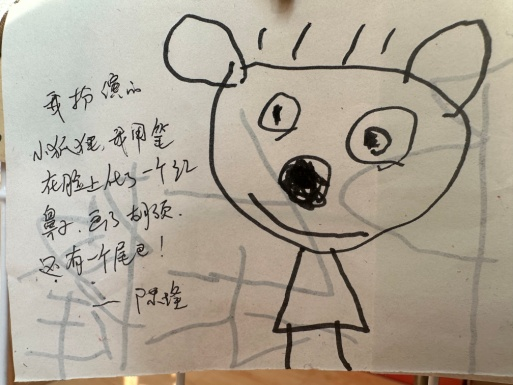 我扮演的
小狐狸,我用笔
在脸上化了一个红
鼻子,画了胡须.
还有一个尾巴!